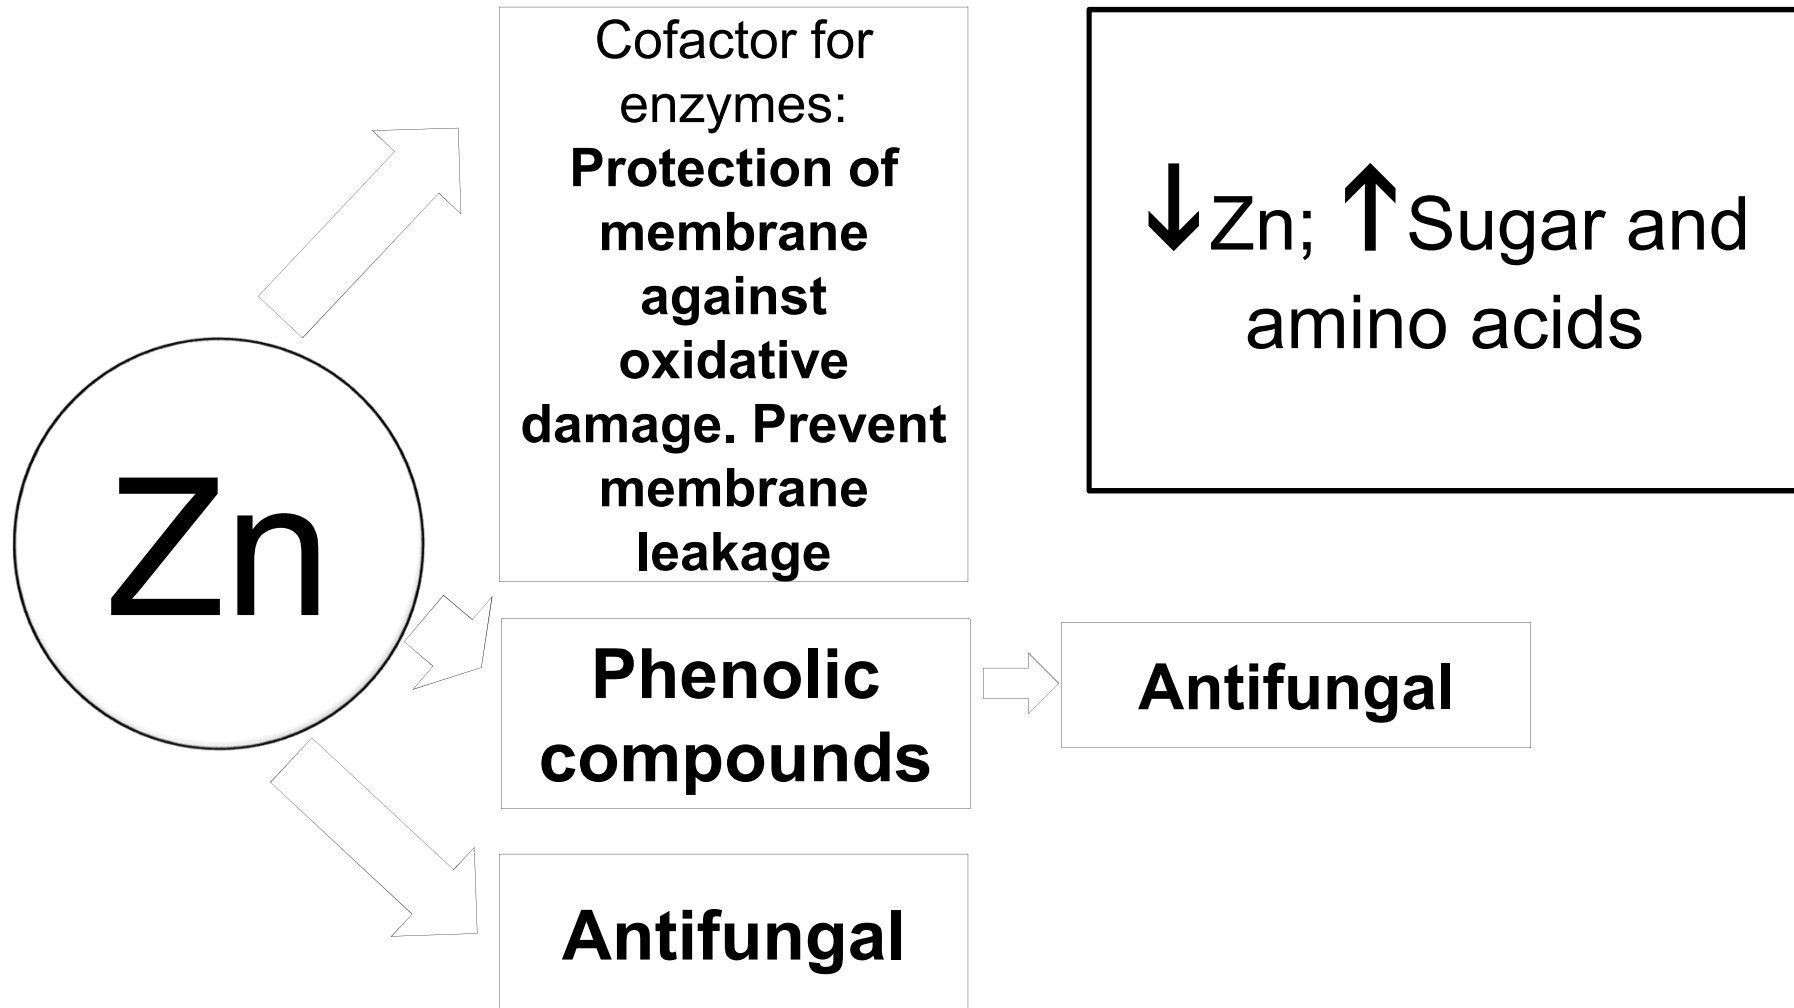 Zn
Cofactor for
enzymes:
Protection of
membrane
against
oxidative
damage. Prevent
membrane
leakage
↓Zn; ↑Sugar and
amino acids
Phenolic
compounds
Antifungal
Antifungal